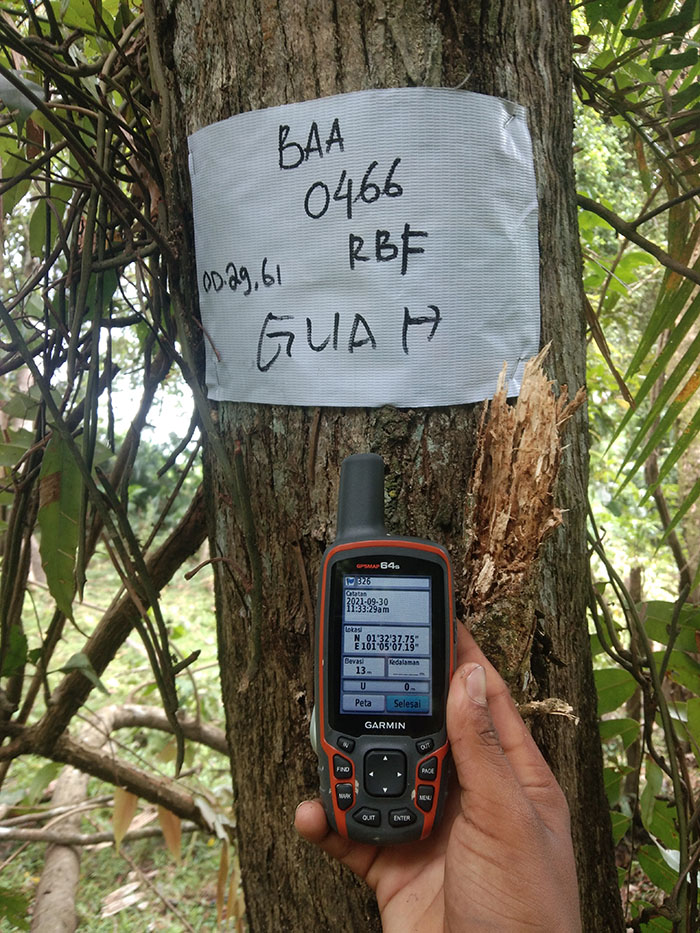 BAA
0466
RBF
OD.29,61
GUAH
GPSMAP 64s
326
Catatan
2021-09-30
11:33:29am
Lokasi
N 01°32'37.75"
E 101°05'07.19"
Elevasi Kedalaman
13 m
U 0 m
Peta Selesai
GARMIN
IN OUT
FIND PAGE
MARK MENU
QUIT ENTER